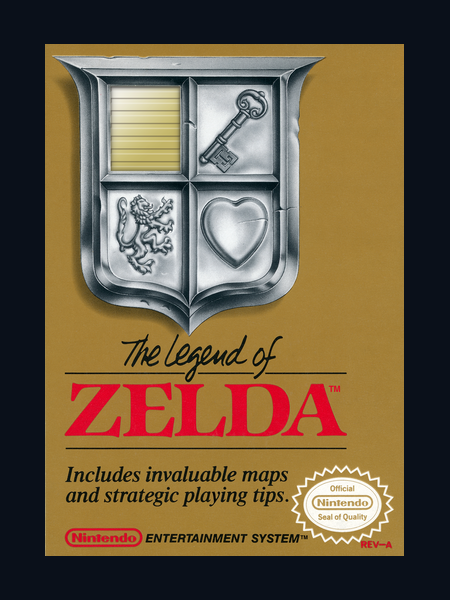 The Legend of
ZELDA™
Includes invaluable maps
and strategic playing tips.
Official
Nintendo
Seal of Quality
Nintendo ENTERTAINMENT SYSTEM™
REV-A